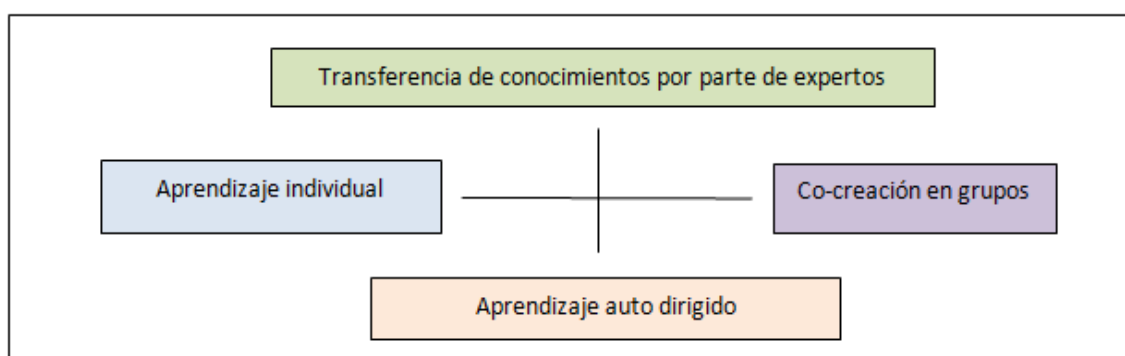 Transferencia de conocimientos por parte de expertos
Aprendizaje individual
Co-creación en grupos
Aprendizaje auto dirigido